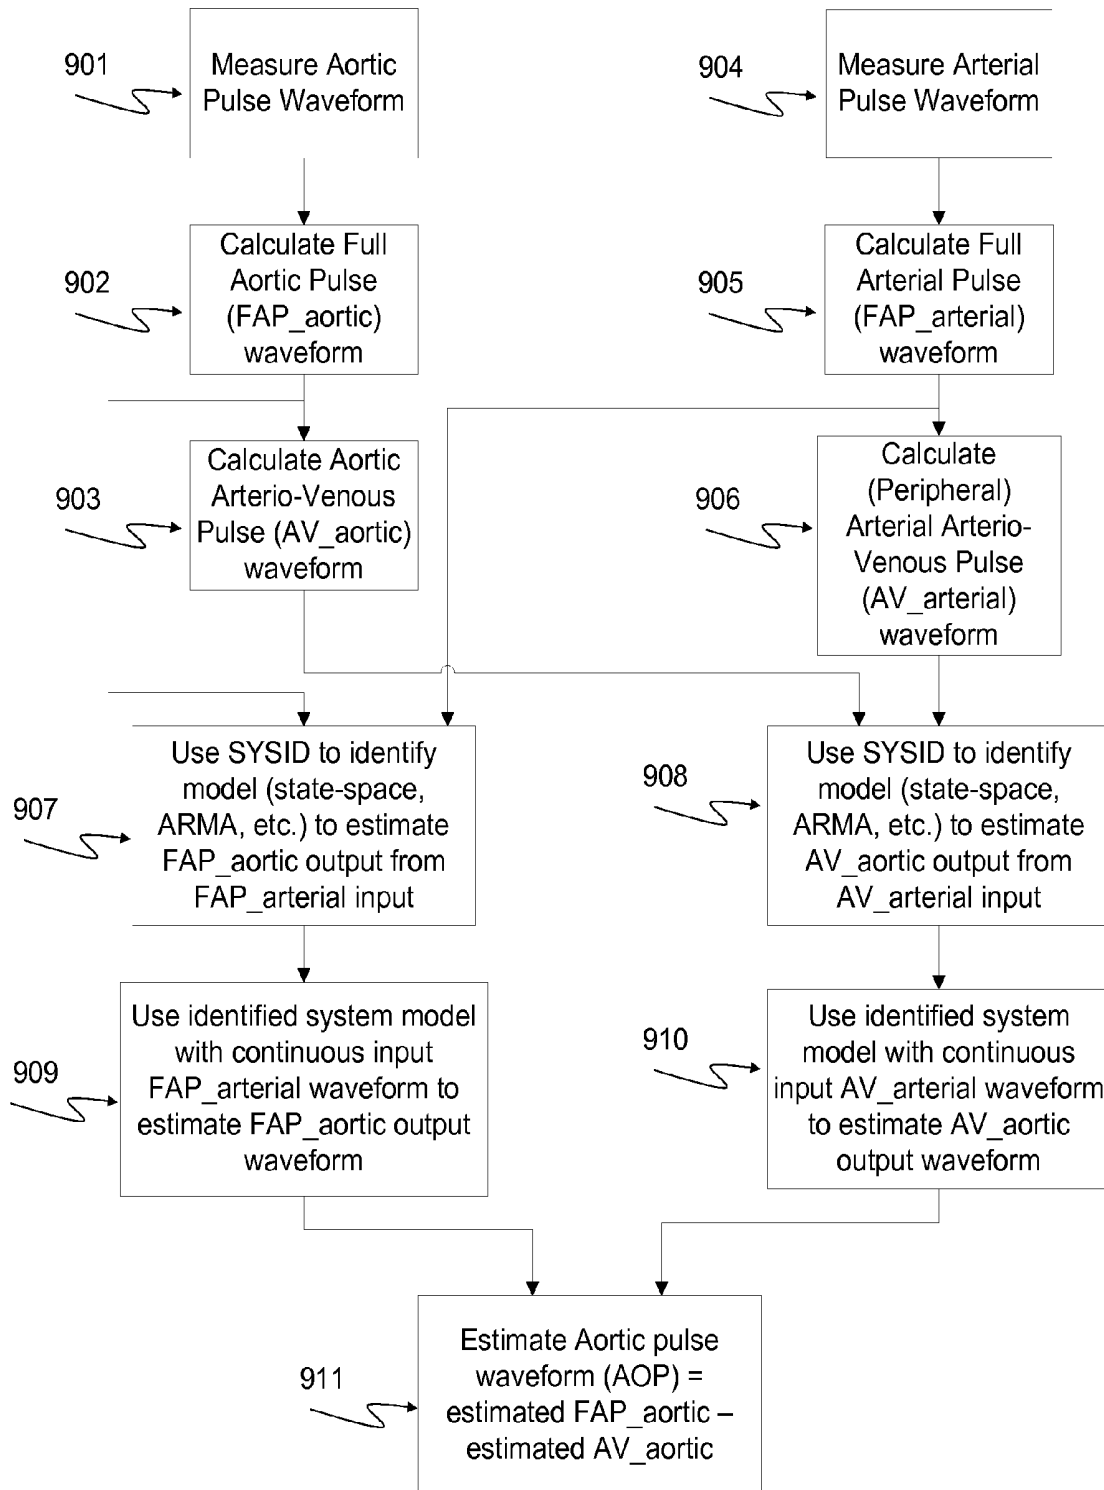 901
Measure Aortic
Pulse Waveform
904
Measure Arterial
Pulse Waveform
902
Calculate Full
Aortic Pulse
(FAP_aortic)
waveform
905
Calculate Full
Arterial Pulse
(FAP_arterial)
waveform
903
Calculate Aortic
Arterio-Venous
Pulse (AV_aortic)
waveform
906
Calculate
(Peripheral)
Arterial Arterio-
Venous Pulse
(AV_arterial)
waveform
907
Use SYSID to identify
model (state-space,
ARMA, etc.) to estimate
FAP_aortic output from
FAP_arterial input
908
Use SYSID to identify
model (state-space,
ARMA, etc.) to estimate
AV_aortic output from
AV_arterial input
909
Use identified system model
with continuous input
FAP_arterial waveform to
estimate FAP_aortic output
waveform
910
Use identified system
model with continuous
input AV_arterial waveform
to estimate AV_aortic
output waveform
911
Estimate Aortic pulse
waveform (AOP) =
estimated FAP_aortic –
estimated AV_aortic